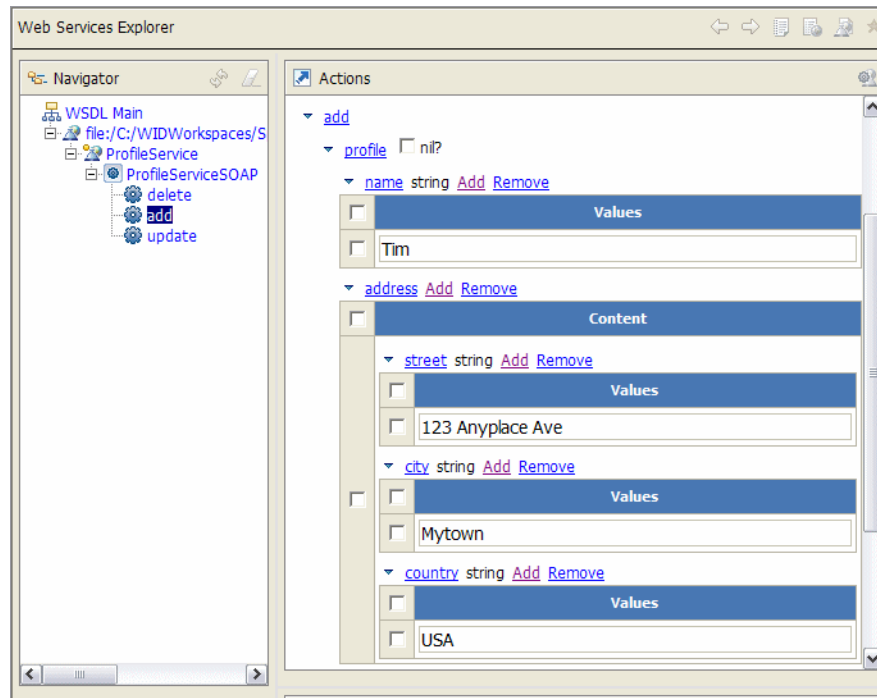 Web Services Explorer
Navigator
WSDL Main
file:/C:/WIDWorkspaces/S
ProfileService
ProfileServiceSOAP
delete
add
update
Actions
add
profile nil?
name string Add Remove
Values
Tim
address Add Remove
Content
street string Add Remove
Values
123 Anyplace Ave
city string Add Remove
Values
Mytown
country string Add Remove
Values
USA